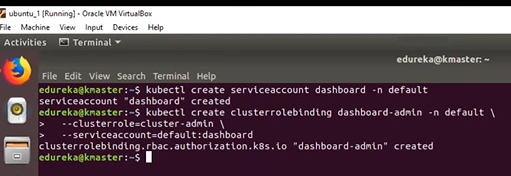 ubuntu_1 [Running] - Oracle VM VirtualBox
File Machine View Input Devices Help
Activities Terminal
edureka@kmaster: ~
File Edit View Search Terminal Help
edureka@kmaster:~$ kubectl create serviceaccount dashboard -n default
serviceaccount "dashboard" created
edureka@kmaster:~$ kubectl create clusterrolebinding dashboard-admin -n default \
> --clusterrole=cluster-admin \
> --serviceaccount=default:dashboard
clusterrolebinding.rbac.authorization.k8s.io "dashboard-admin" created
edureka@kmaster:~$